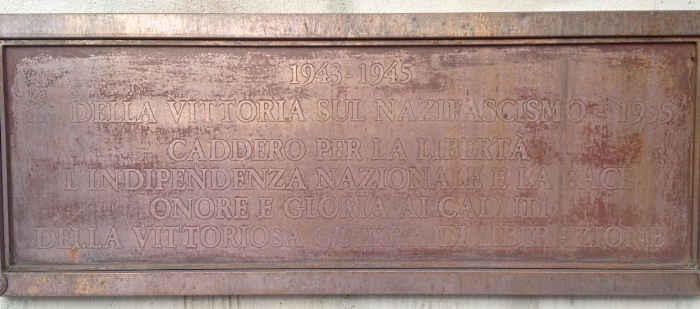 1943-1945
X° DELLA VITTORIA SUL NAZIFASCISMO - 1955
CADDERO PER LA LIBERTÀ
L'INDIPENDENZA NAZIONALE E LA PACE
ONORE E GLORIA AI CADUTI
DELLA VITTORIOSA GUERRA DI LIBERAZIONE